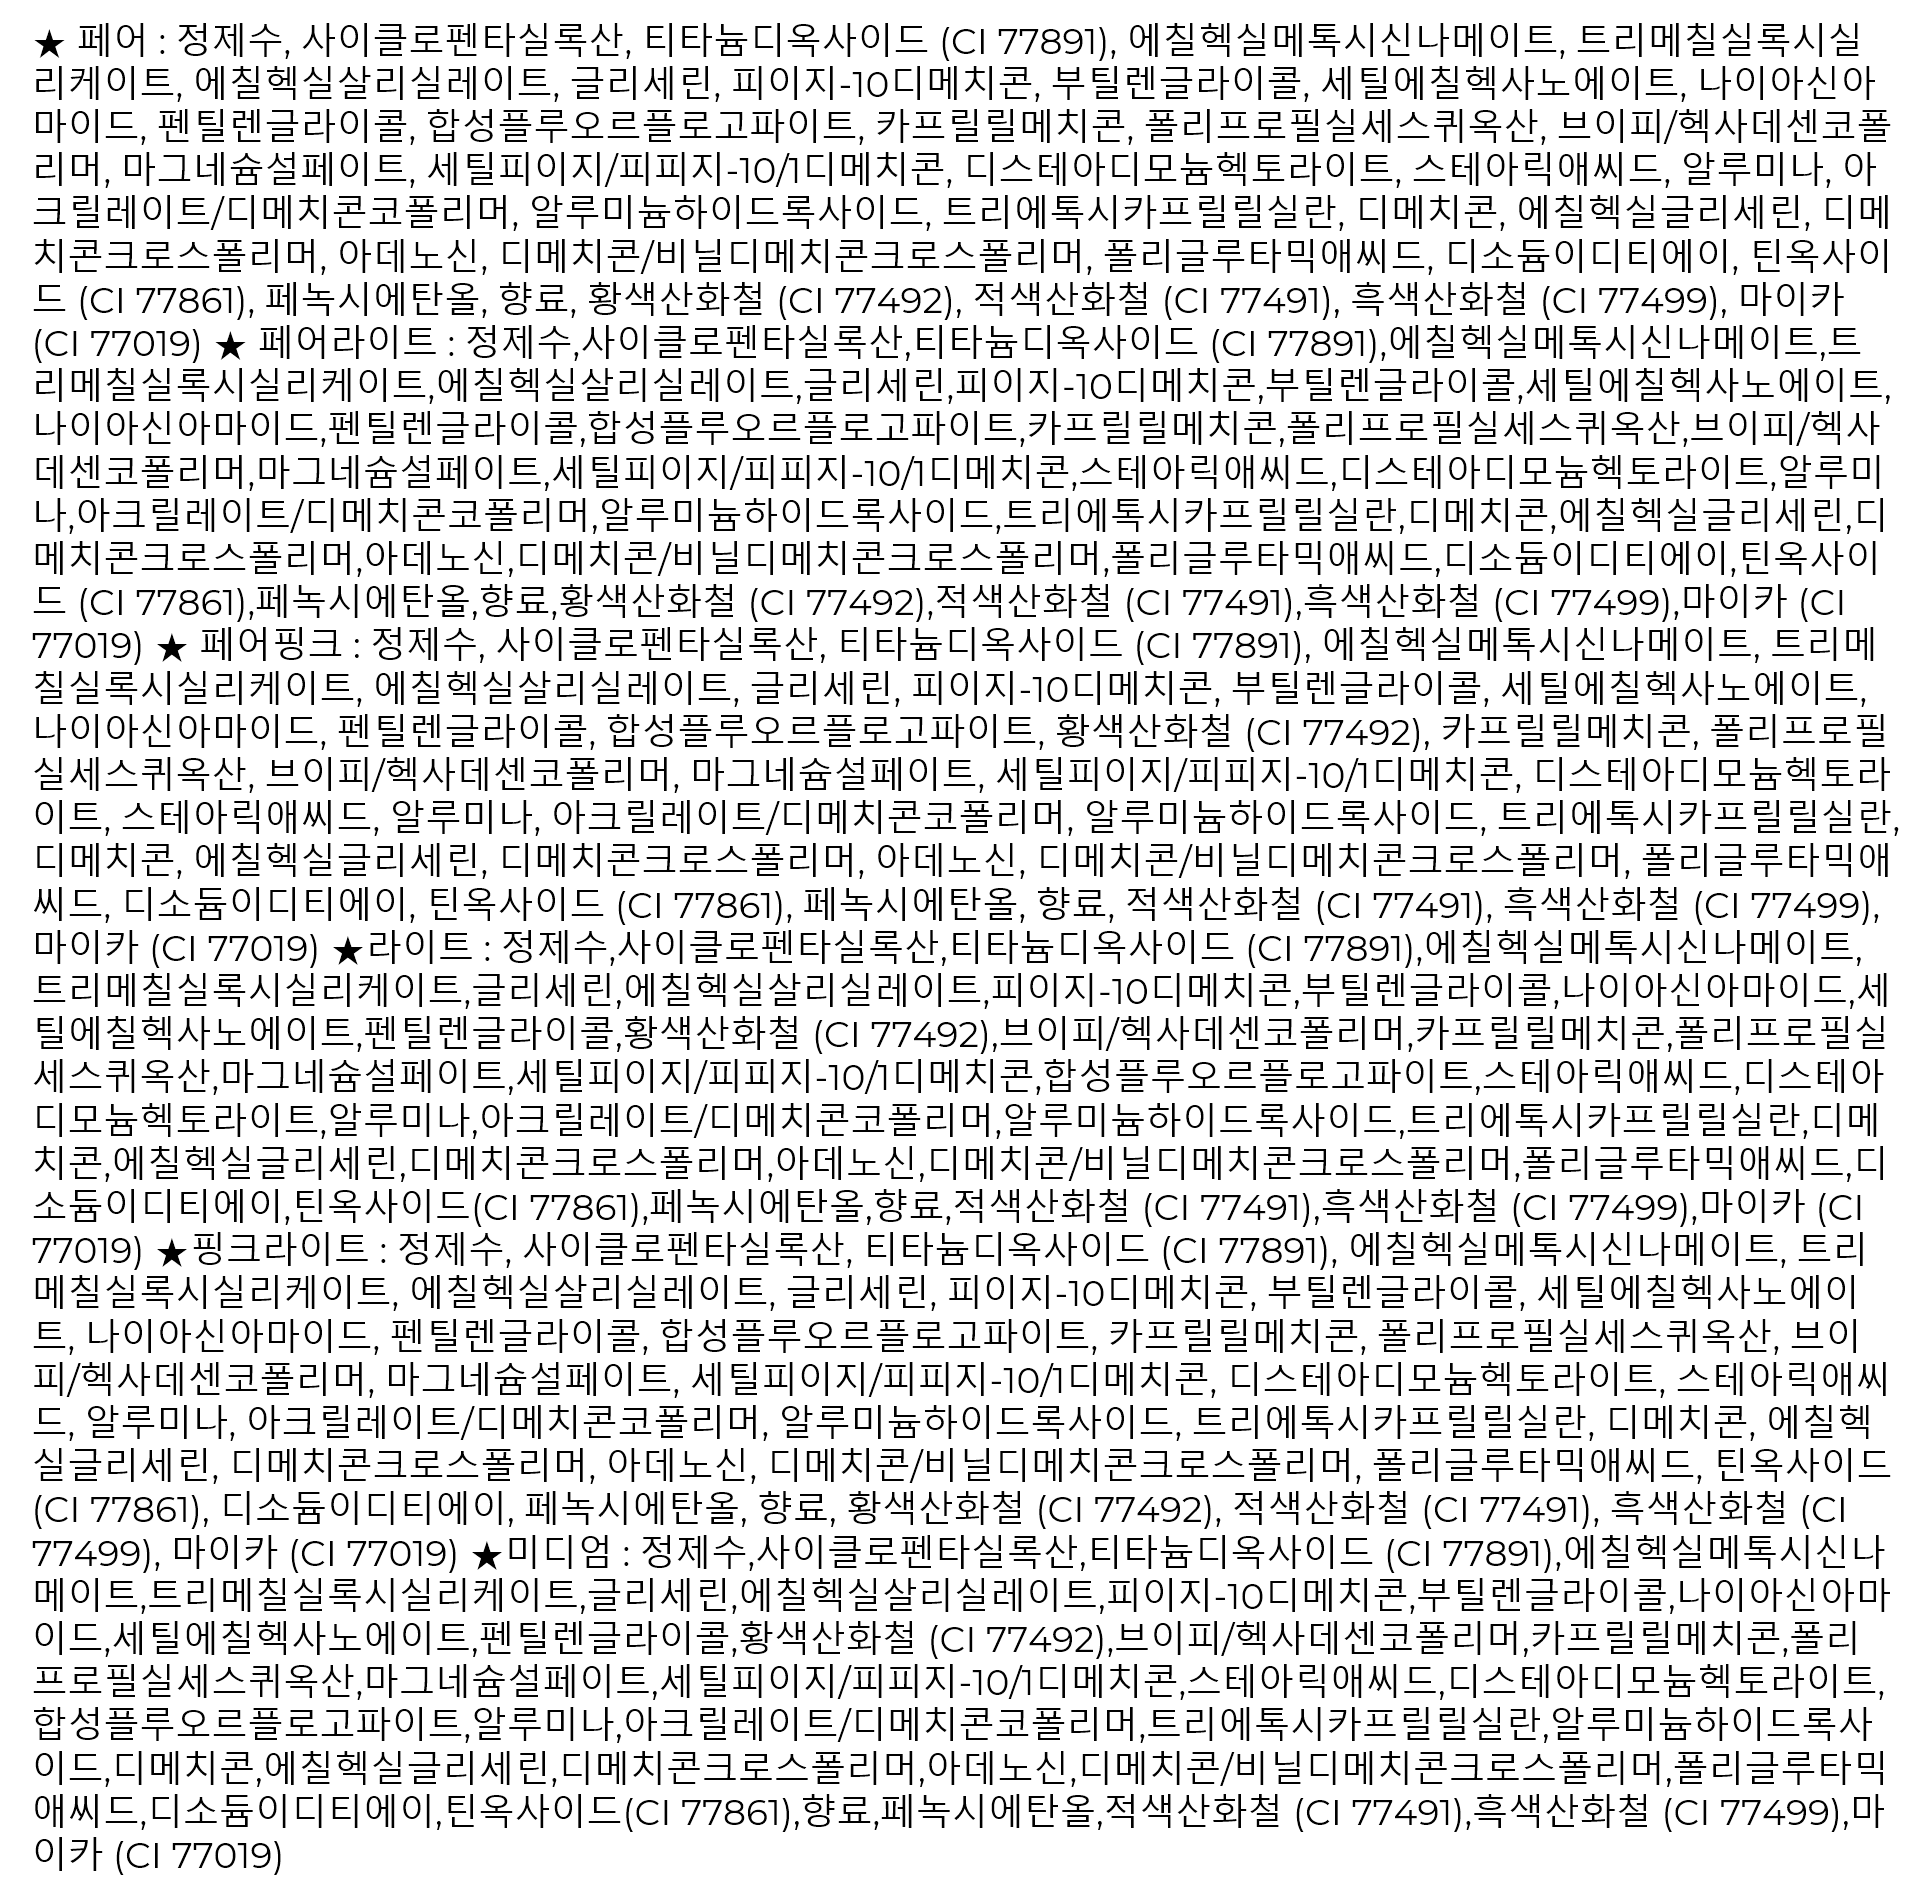 ★ 페어 : 정제수, 사이클로펜타실록산, 티타늄디옥사이드 (CI 77891), 에칠헥실메톡시신나메이트, 트리메칠실록시실
리케이트, 에칠헥실살리실레이트, 글리세린, 피이지-10디메치콘, 부틸렌글라이콜, 세틸에칠헥사노에이트, 나이아신아
마이드, 펜틸렌글라이콜, 합성플루오르플로고파이트, 카프릴릴메치콘, 폴리프로필실세스퀴옥산, 브이피/헥사데센코폴
리머, 마그네슘설페이트, 세틸피이지/피피지-10/1디메치콘, 디스테아디모늄헥토라이트, 스테아릭애씨드, 알루미나, 아
크릴레이트/디메치콘코폴리머, 알루미늄하이드록사이드, 트리에톡시카프릴릴실란, 디메치콘, 에칠헥실글리세린, 디메
치콘크로스폴리머, 아데노신, 디메치콘/비닐디메치콘크로스폴리머, 폴리글루타믹애씨드, 디소듐이디티에이, 틴옥사이
드 (CI 77861), 페녹시에탄올, 향료, 황색산화철 (CI 77492), 적색산화철 (CI 77491), 흑색산화철 (CI 77499), 마이카
(CI 77019) ★ 페어라이트 : 정제수,사이클로펜타실록산,티타늄디옥사이드 (CI 77891),에칠헥실메톡시신나메이트,트
리메칠실록시실리케이트,에칠헥실살리실레이트,글리세린,피이지-10디메치콘,부틸렌글라이콜,세틸에칠헥사노에이트,
나이아신아마이드,펜틸렌글라이콜,합성플루오르플로고파이트,카프릴릴메치콘,폴리프로필실세스퀴옥산,브이피/헥사
데센코폴리머,마그네슘설페이트,세틸피이지/피피지-10/1디메치콘,스테아릭애씨드,디스테아디모늄헥토라이트,알루미
나,아크릴레이트/디메치콘코폴리머,알루미늄하이드록사이드,트리에톡시카프릴릴실란,디메치콘,에칠헥실글리세린,디
메치콘크로스폴리머,아데노신,디메치콘/비닐디메치콘크로스폴리머,폴리글루타믹애씨드,디소듐이디티에이,틴옥사이
드 (CI 77861),페녹시에탄올,향료,황색산화철 (CI 77492),적색산화철 (CI 77491),흑색산화철 (CI 77499),마이카 (CI
77019) ★ 페어핑크 : 정제수, 사이클로펜타실록산, 티타늄디옥사이드 (CI 77891), 에칠헥실메톡시신나메이트, 트리메
칠실록시실리케이트, 에칠헥실살리실레이트, 글리세린, 피이지-10디메치콘, 부틸렌글라이콜, 세틸에칠헥사노에이트,
나이아신아마이드, 펜틸렌글라이콜, 합성플루오르플로고파이트, 황색산화철 (CI 77492), 카프릴릴메치콘, 폴리프로필
실세스퀴옥산, 브이피/헥사데센코폴리머, 마그네슘설페이트, 세틸피이지/피피지-10/1디메치콘, 디스테아디모늄헥토라
이트, 스테아릭애씨드, 알루미나, 아크릴레이트/디메치콘코폴리머, 알루미늄하이드록사이드, 트리에톡시카프릴릴실란,
디메치콘, 에칠헥실글리세린, 디메치콘크로스폴리머, 아데노신, 디메치콘/비닐디메치콘크로스폴리머, 폴리글루타믹애
씨드, 디소듐이디티에이, 틴옥사이드 (CI 77861), 페녹시에탄올, 향료, 적색산화철 (CI 77491), 흑색산화철 (CI 77499),
마이카 (CI 77019) ★라이트 : 정제수,사이클로펜타실록산,티타늄디옥사이드 (CI 77891),에칠헥실메톡시신나메이트,
트리메칠실록시실리케이트,글리세린,에칠헥실살리실레이트,피이지-10디메치콘,부틸렌글라이콜,나이아신아마이드,세
틸에칠헥사노에이트,펜틸렌글라이콜,황색산화철 (CI 77492),브이피/헥사데센코폴리머,카프릴릴메치콘,폴리프로필실
세스퀴옥산,마그네슘설페이트,세틸피이지/피피지-10/1디메치콘,합성플루오르플로고파이트,스테아릭애씨드,디스테아
디모늄헥토라이트,알루미나,아크릴레이트/디메치콘코폴리머,알루미늄하이드록사이드,트리에톡시카프릴릴실란,디메
치콘,에칠헥실글리세린,디메치콘크로스폴리머,아데노신,디메치콘/비닐디메치콘크로스폴리머,폴리글루타믹애씨드,디
소듐이디티에이,틴옥사이드(CI 77861),페녹시에탄올,향료,적색산화철 (CI 77491),흑색산화철 (CI 77499),마이카 (CI
77019) ★핑크라이트 : 정제수, 사이클로펜타실록산, 티타늄디옥사이드 (CI 77891), 에칠헥실메톡시신나메이트, 트리
메칠실록시실리케이트, 에칠헥실살리실레이트, 글리세린, 피이지-10디메치콘, 부틸렌글라이콜, 세틸에칠헥사노에이
트, 나이아신아마이드, 펜틸렌글라이콜, 합성플루오르플로고파이트, 카프릴릴메치콘, 폴리프로필실세스퀴옥산, 브이
피/헥사데센코폴리머, 마그네슘설페이트, 세틸피이지/피피지-10/1디메치콘, 디스테아디모늄헥토라이트, 스테아릭애씨
드, 알루미나, 아크릴레이트/디메치콘코폴리머, 알루미늄하이드록사이드, 트리에톡시카프릴릴실란, 디메치콘, 에칠헥
실글리세린, 디메치콘크로스폴리머, 아데노신, 디메치콘/비닐디메치콘크로스폴리머, 폴리글루타믹애씨드, 틴옥사이드
(CI 77861), 디소듐이디티에이, 페녹시에탄올, 향료, 황색산화철 (CI 77492), 적색산화철 (CI 77491), 흑색산화철 (CI
77499), 마이카 (CI 77019) ★미디엄 : 정제수,사이클로펜타실록산,티타늄디옥사이드 (CI 77891),에칠헥실메톡시신나
메이트,트리메칠실록시실리케이트,글리세린,에칠헥실살리실레이트,피이지-10디메치콘,부틸렌글라이콜,나이아신아마
이드,세틸에칠헥사노에이트,펜틸렌글라이콜,황색산화철 (CI 77492),브이피/헥사데센코폴리머,카프릴릴메치콘,폴리
프로필실세스퀴옥산,마그네슘설페이트,세틸피이지/피피지-10/1디메치콘,스테아릭애씨드,디스테아디모늄헥토라이트,
합성플루오르플로고파이트,알루미나,아크릴레이트/디메치콘코폴리머,트리에톡시카프릴릴실란,알루미늄하이드록사
이드,디메치콘,에칠헥실글리세린,디메치콘크로스폴리머,아데노신,디메치콘/비닐디메치콘크로스폴리머,폴리글루타믹
애씨드,디소듐이디티에이,틴옥사이드(CI 77861),향료,페녹시에탄올,적색산화철 (CI 77491),흑색산화철 (CI 77499),마
이카 (CI 77019)